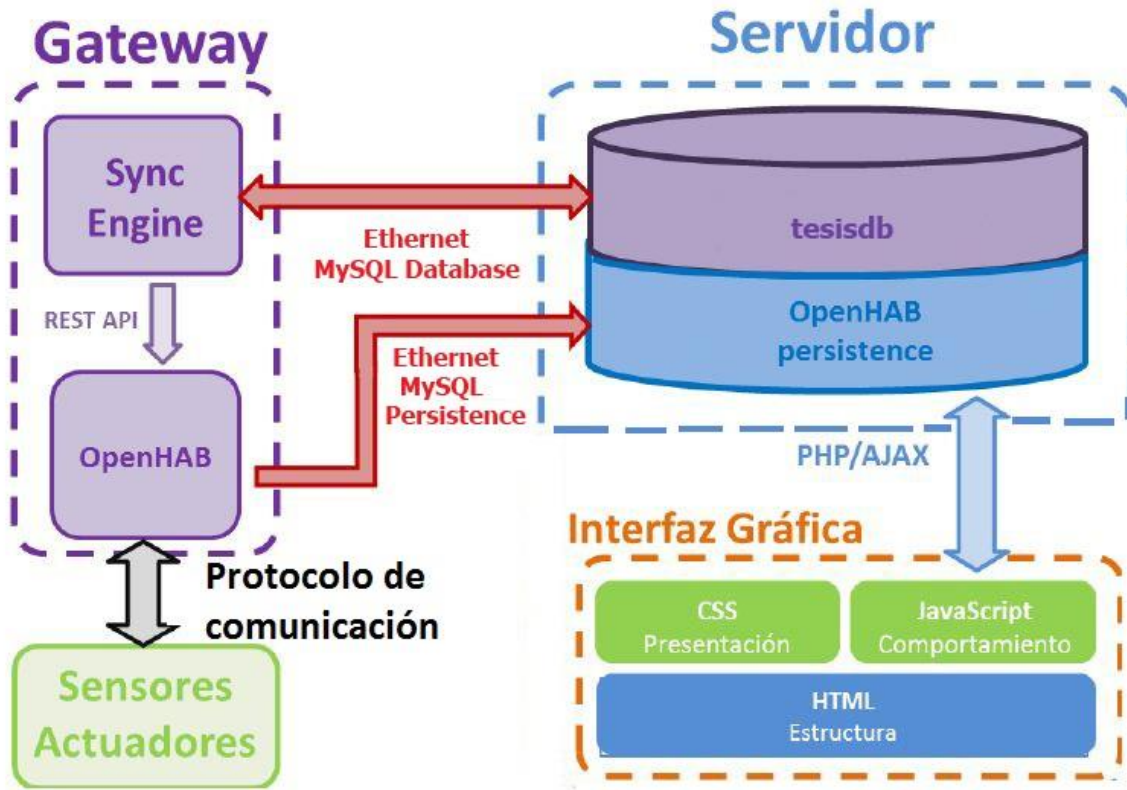 Gateway
Sync
Engine
REST API
OpenHAB
Ethernet
MySQL Database
Ethernet
MySQL
Persistence
Protocolo de
comunicación
Sensores
Actuadores
Servidor
tesisdb
OpenHAB
persistence
PHP/AJAX
Interfaz Gráfica
CSS
Presentación
JavaScript
Comportamiento
HTML
Estructura